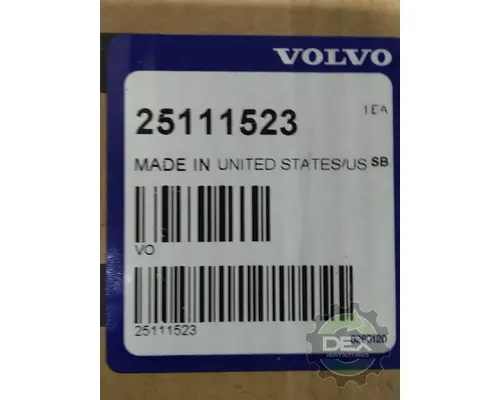 VOLVO
25111523 1EA
MADE IN UNITED STATES/US SB
VO
25111523
DEX